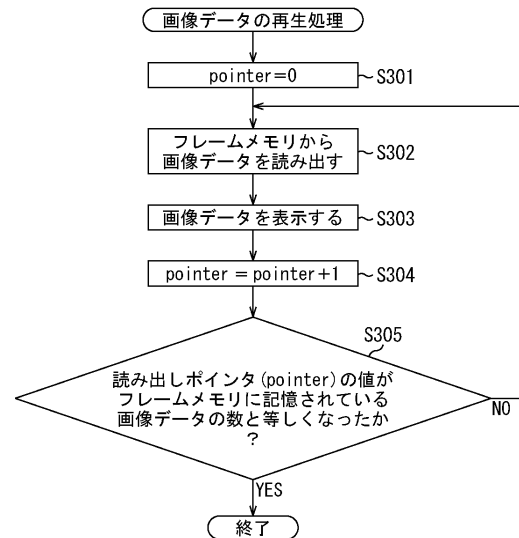 画像データの再生処理
pointer=0
S301
フレームメモリから
画像データを読み出す
S302
画像データを表示する
S303
pointer = pointer+1
S304
S305
読み出しポインタ(pointer)の値が
フレームメモリに記憶されている
画像データの数と等しくなったか
?
NO
YES
終了